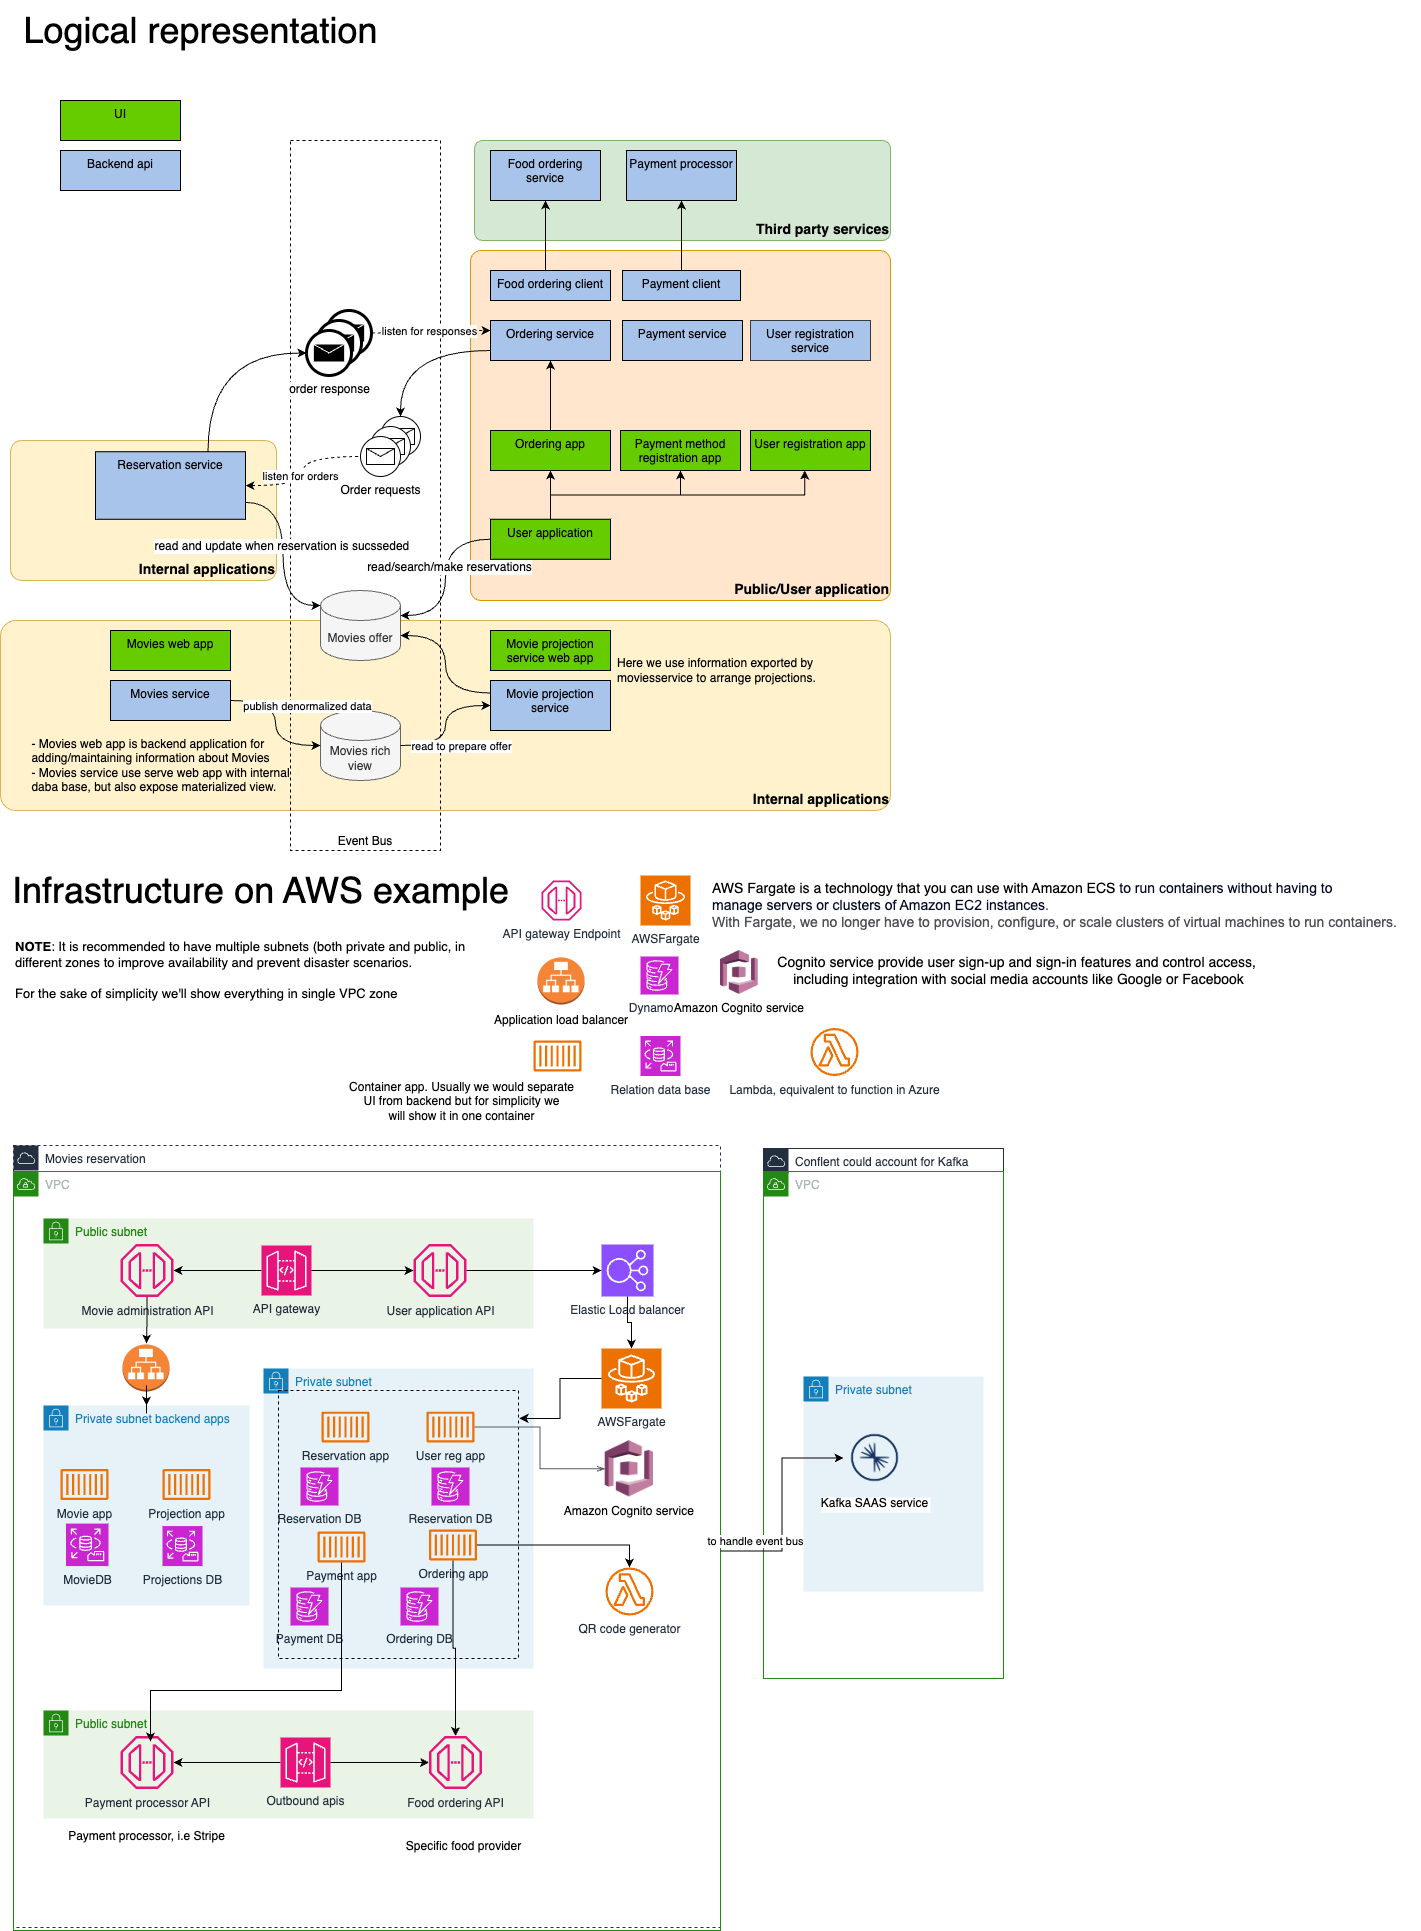 Logical representation
UI
Backend api
Food ordering
service
Payment processor
Third party services
Food ordering client
Payment client
listen for responses
Ordering service
Payment service
User registration
service
order response
Ordering app
Payment method
registration app
User registration app
Reservation service
listen for orders
Order requests
User application
read and update when reservation is sucsseded
Internal applications
read/search/make reservations
Public/User application
Movies offer
Movies web app
Movie projection
service web app
Here we use information exported by
moviesservice to arrange projections.
Movies service
publish denormalized data
Movie projection
service
- Movies web app is backend application for
adding/maintaining information about Movies
- Movies service use serve web app with internal
daba base, but also expose materialized view.
Movies rich
view
read to prepare offer
Internal applications
Event Bus
Infrastructure on AWS example
API gateway Endpoint
AWSFargate
AWS Fargate is a technology that you can use with Amazon ECS to run containers without having to
manage servers or clusters of Amazon EC2 instances.
With Fargate, we no longer have to provision, configure, or scale clusters of virtual machines to run containers.
NOTE: It is recommended to have multiple subnets (both private and public, in
different zones to improve availability and prevent disaster scenarios.
For the sake of simplicity we'll show everything in single VPC zone
Application load balancer
Dynamo
Amazon Cognito service
Cognito service provide user sign-up and sign-in features and control access,
including integration with social media accounts like Google or Facebook
Container app. Usually we would separate
UI from backend but for simplicity we
will show it in one container
Relation data base
Lambda, equivalent to function in Azure
Movies reservation
VPC
Conflent could account for Kafka
VPC
Public subnet
Movie administration API
API gateway
User application API
Elastic Load balancer
Private subnet
AWSFargate
Private subnet
Private subnet backend apps
Reservation app
User reg app
Amazon Cognito service
Kafka SAAS service
Movie app
Projection app
Reservation DB
Reservation DB
to handle event bus
MovieDB
Projections DB
Payment app
Ordering app
QR code generator
Payment DB
Ordering DB
Public subnet
Payment processor API
Outbound apis
Food ordering API
Payment processor, i.e Stripe
Specific food provider